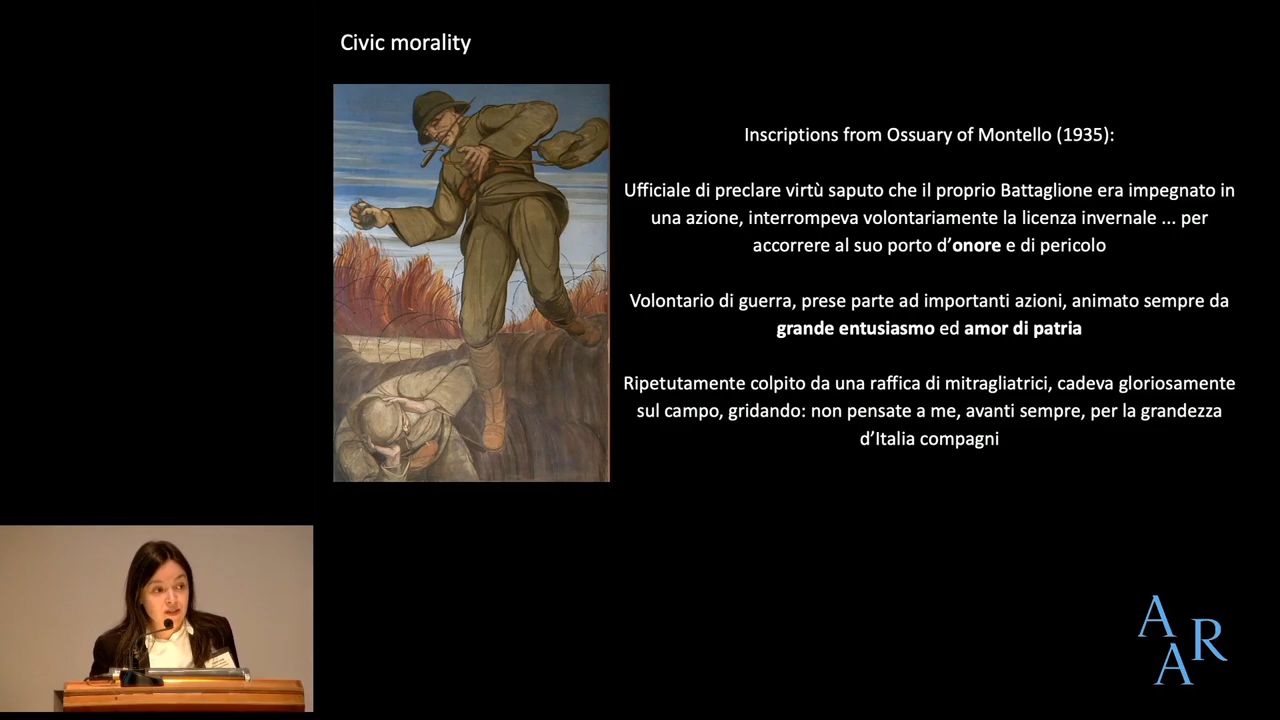 Civic morality
Inscriptions from Ossuary of Montello (1935):
Ufficiale di preclare virtù saputo che il proprio Battaglione era impegnato in
una azione, interrompeva volontariamente la licenza invernale ... per
accorrere al suo porto d’onore e di pericolo
Volontario di guerra, prese parte ad importanti azioni, animato sempre da
grande entusiasmo ed amor di patria
Ripetutamente colpito da una raffica di mitragliatrici, cadeva gloriosamente
sul campo, gridando: non pensate a me, avanti sempre, per la grandezza
d’Italia compagni
A
R
A